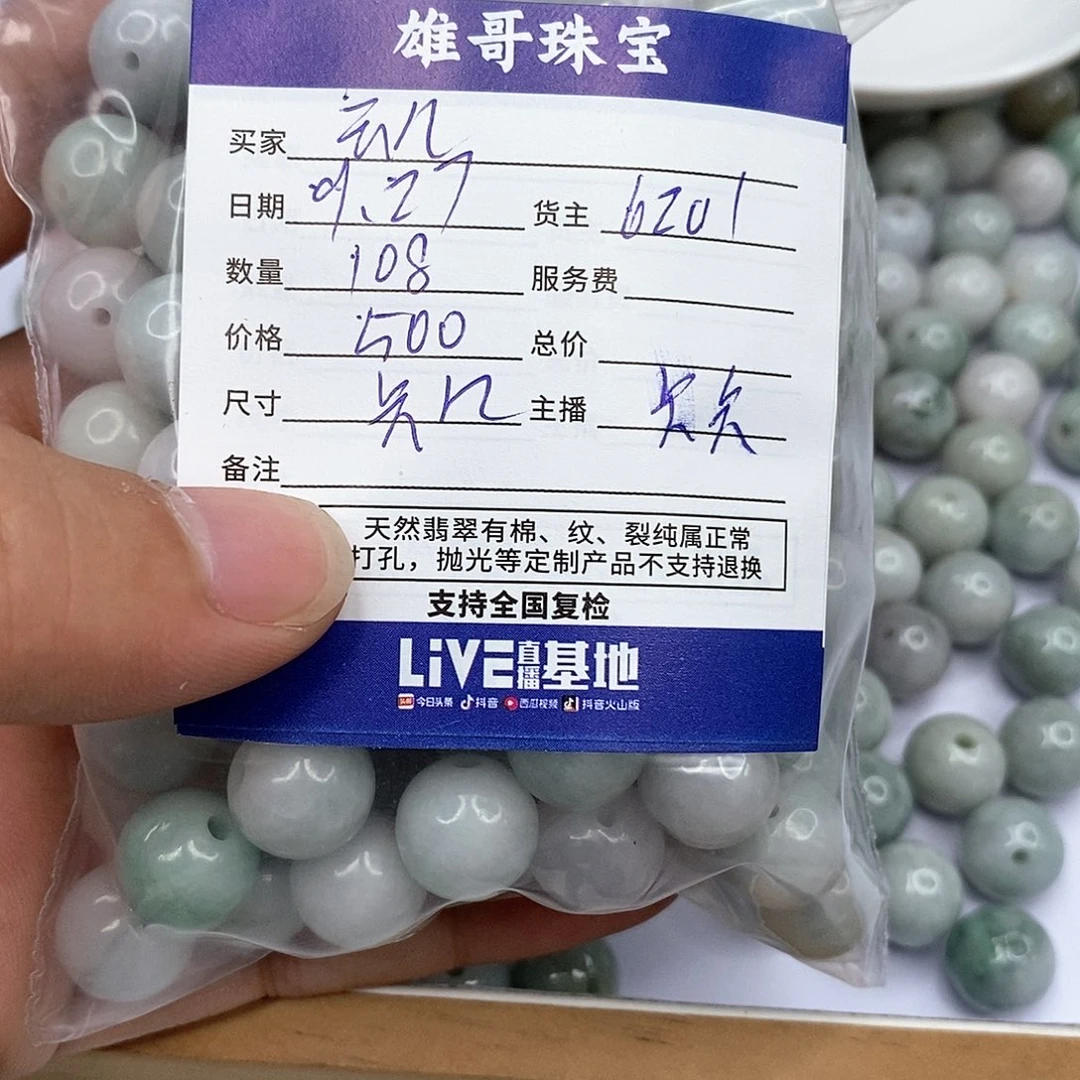 雄哥珠宝
买家
日期 9.27 货主 6201
数量 108 服务费
价格 500 总价
尺寸 主播
备注
天然翡翠有棉、纹、裂纯属正常
打孔，抛光等定制产品不支持退换
支持全国复检
LiVE直播基地
头条 今日头条 抖音 西瓜视频 抖音火山版